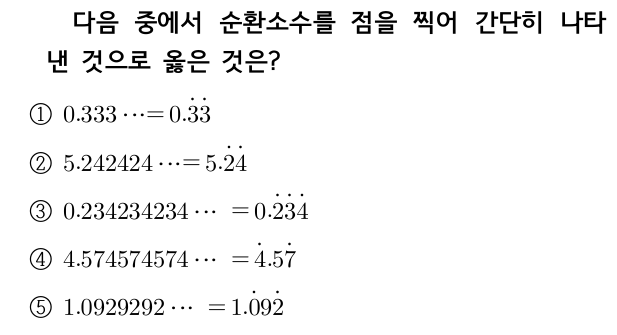 다음 중에서 순환소수를 점을 찍어 간단히 나타
낸 것으로 옳은 것은?
① 0.333⋯=0.3̇3̇
② 5.242424⋯=5.2̇4̇
③ 0.234234234⋯ =0.2̇3̇4̇
④ 4.574574574⋯ =4̇.57̇
⑤ 1.0929292⋯ =1.0̇92̇